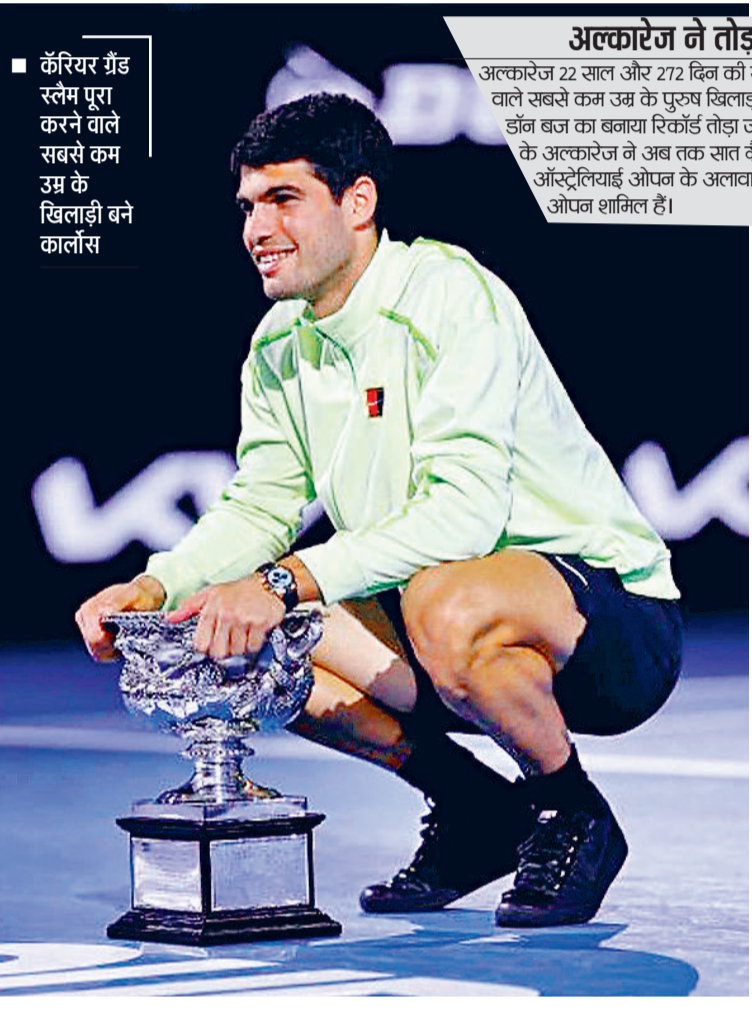 ■ कॅरियर ग्रैंड
स्लैम पूरा
करने वाले
सबसे कम
उम्र के
खिलाड़ी बने
कार्लोस
अल्कारेज ने
अल्कारेज 22 साल और 272 दिन की
वाले सबसे कम उम्र के पुरुष
डॉन बज का बनाया रिकॉर्ड तोड़ा
के अल्कारेज ने अब तक सात
ऑस्ट्रेलियाई ओपन के अलावा
ओपन शामिल हैं।